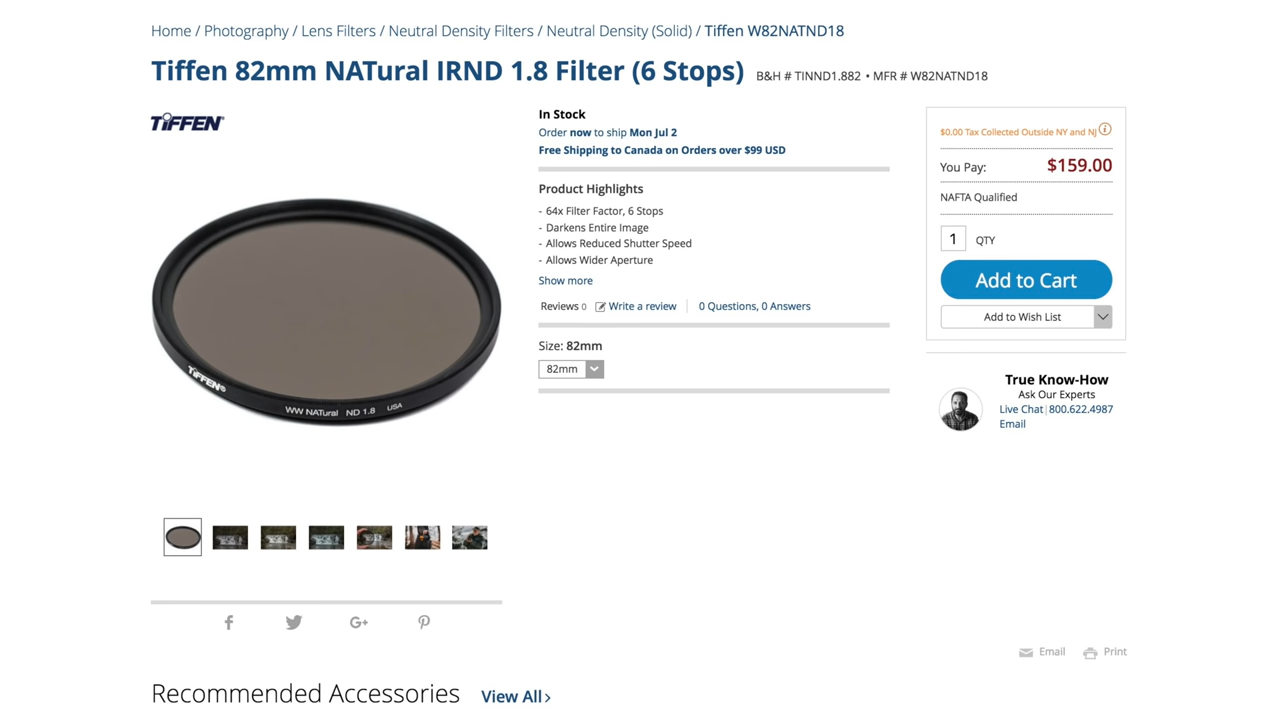 Home / Photography / Lens Filters / Neutral Density Filters / Neutral Density (Solid) / Tiffen W82NATND18
Tiffen 82mm NATural IRND 1.8 Filter (6 Stops) B&H # TINND1.882 • MFR # W82NATND18
TIFFEN
TIFFEN®
WW NATural ND 1.8 USA
In Stock
Order now to ship Mon Jul 2
Free Shipping to Canada on Orders over $99 USD
Product Highlights
- 64x Filter Factor, 6 Stops
- Darkens Entire Image
- Allows Reduced Shutter Speed
- Allows Wider Aperture
Show more
Reviews 0 Write a review 0 Questions, 0 Answers
Size: 82mm
82mm
$0.00 Tax Collected Outside NY and NJ i
You Pay: $159.00
NAFTA Qualified
1 QTY
Add to Cart
Add to Wish List
True Know-How
Ask Our Experts
Live Chat | 800.622.4987
Email
Email Print
Recommended Accessories View All ›